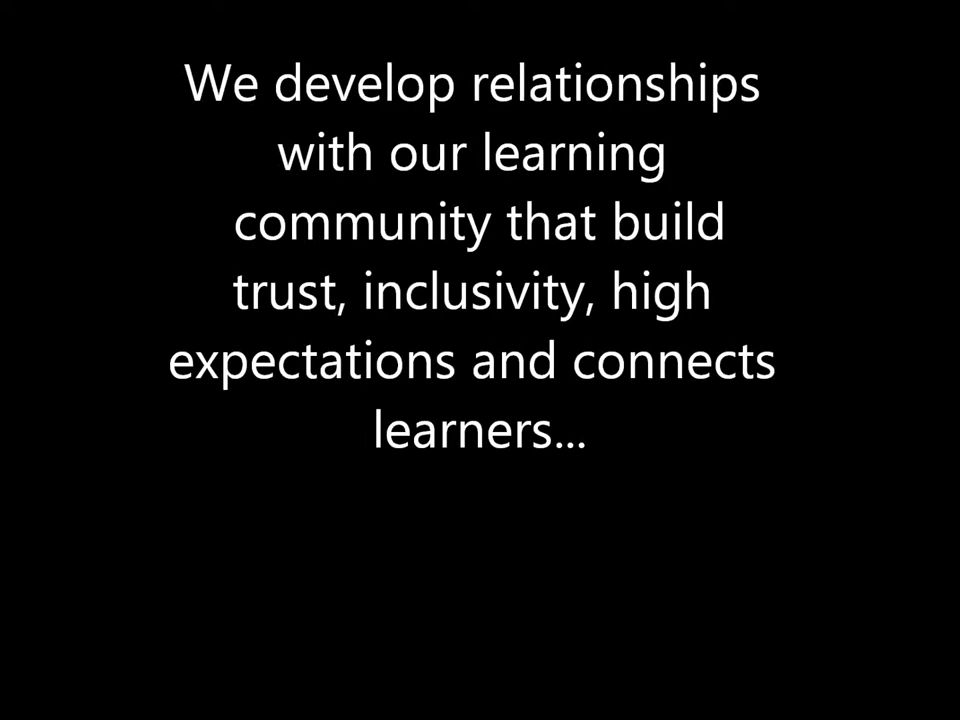 We develop relationships
with our learning
community that build
trust, inclusivity, high
expectations and connects
learners...